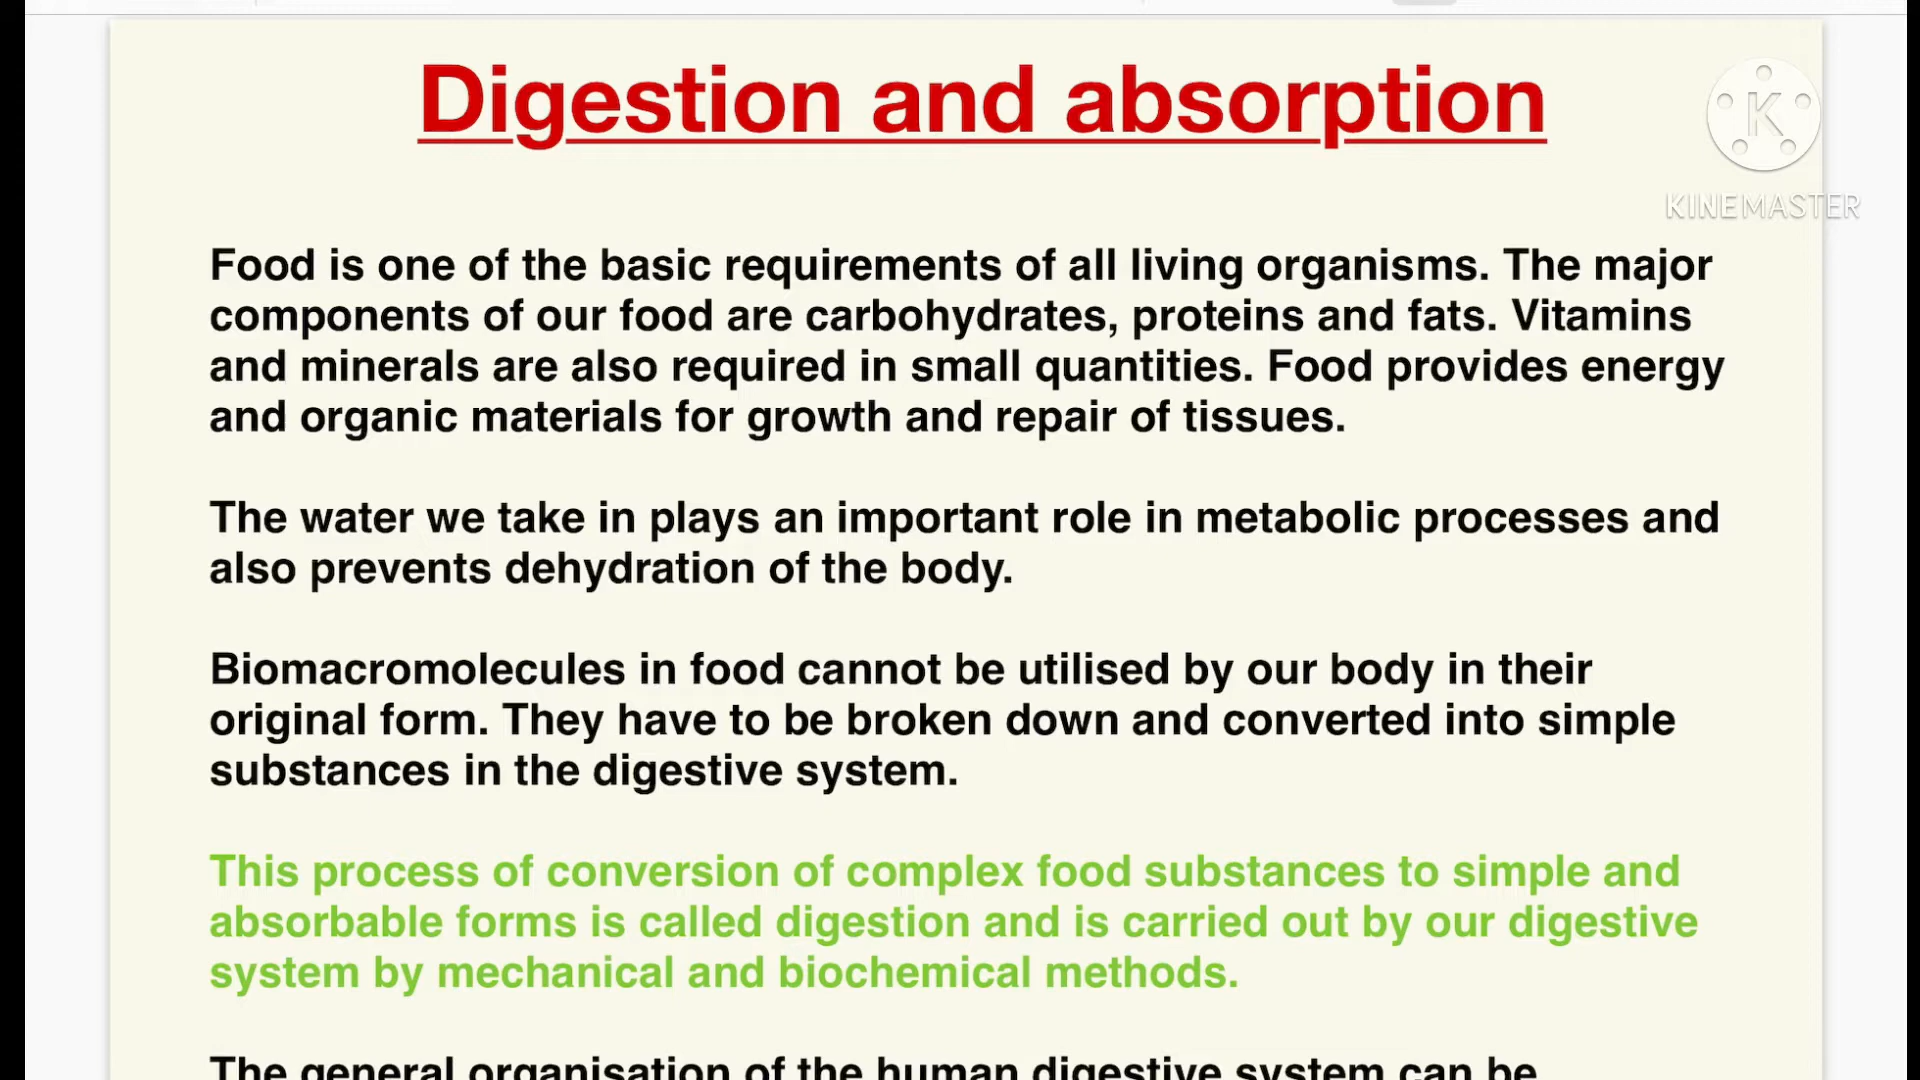 Digestion and absorption
K
KINEMASTER
Food is one of the basic requirements of all living organisms. The major
components of our food are carbohydrates, proteins and fats. Vitamins
and minerals are also required in small quantities. Food provides energy
and organic materials for growth and repair of tissues.
The water we take in plays an important role in metabolic processes and
also prevents dehydration of the body.
Biomacromolecules in food cannot be utilised by our body in their
original form. They have to be broken down and converted into simple
substances in the digestive system.
This process of conversion of complex food substances to simple and
absorbable forms is called digestion and is carried out by our digestive
system by mechanical and biochemical methods.
The general organisation of the human digestive system can be